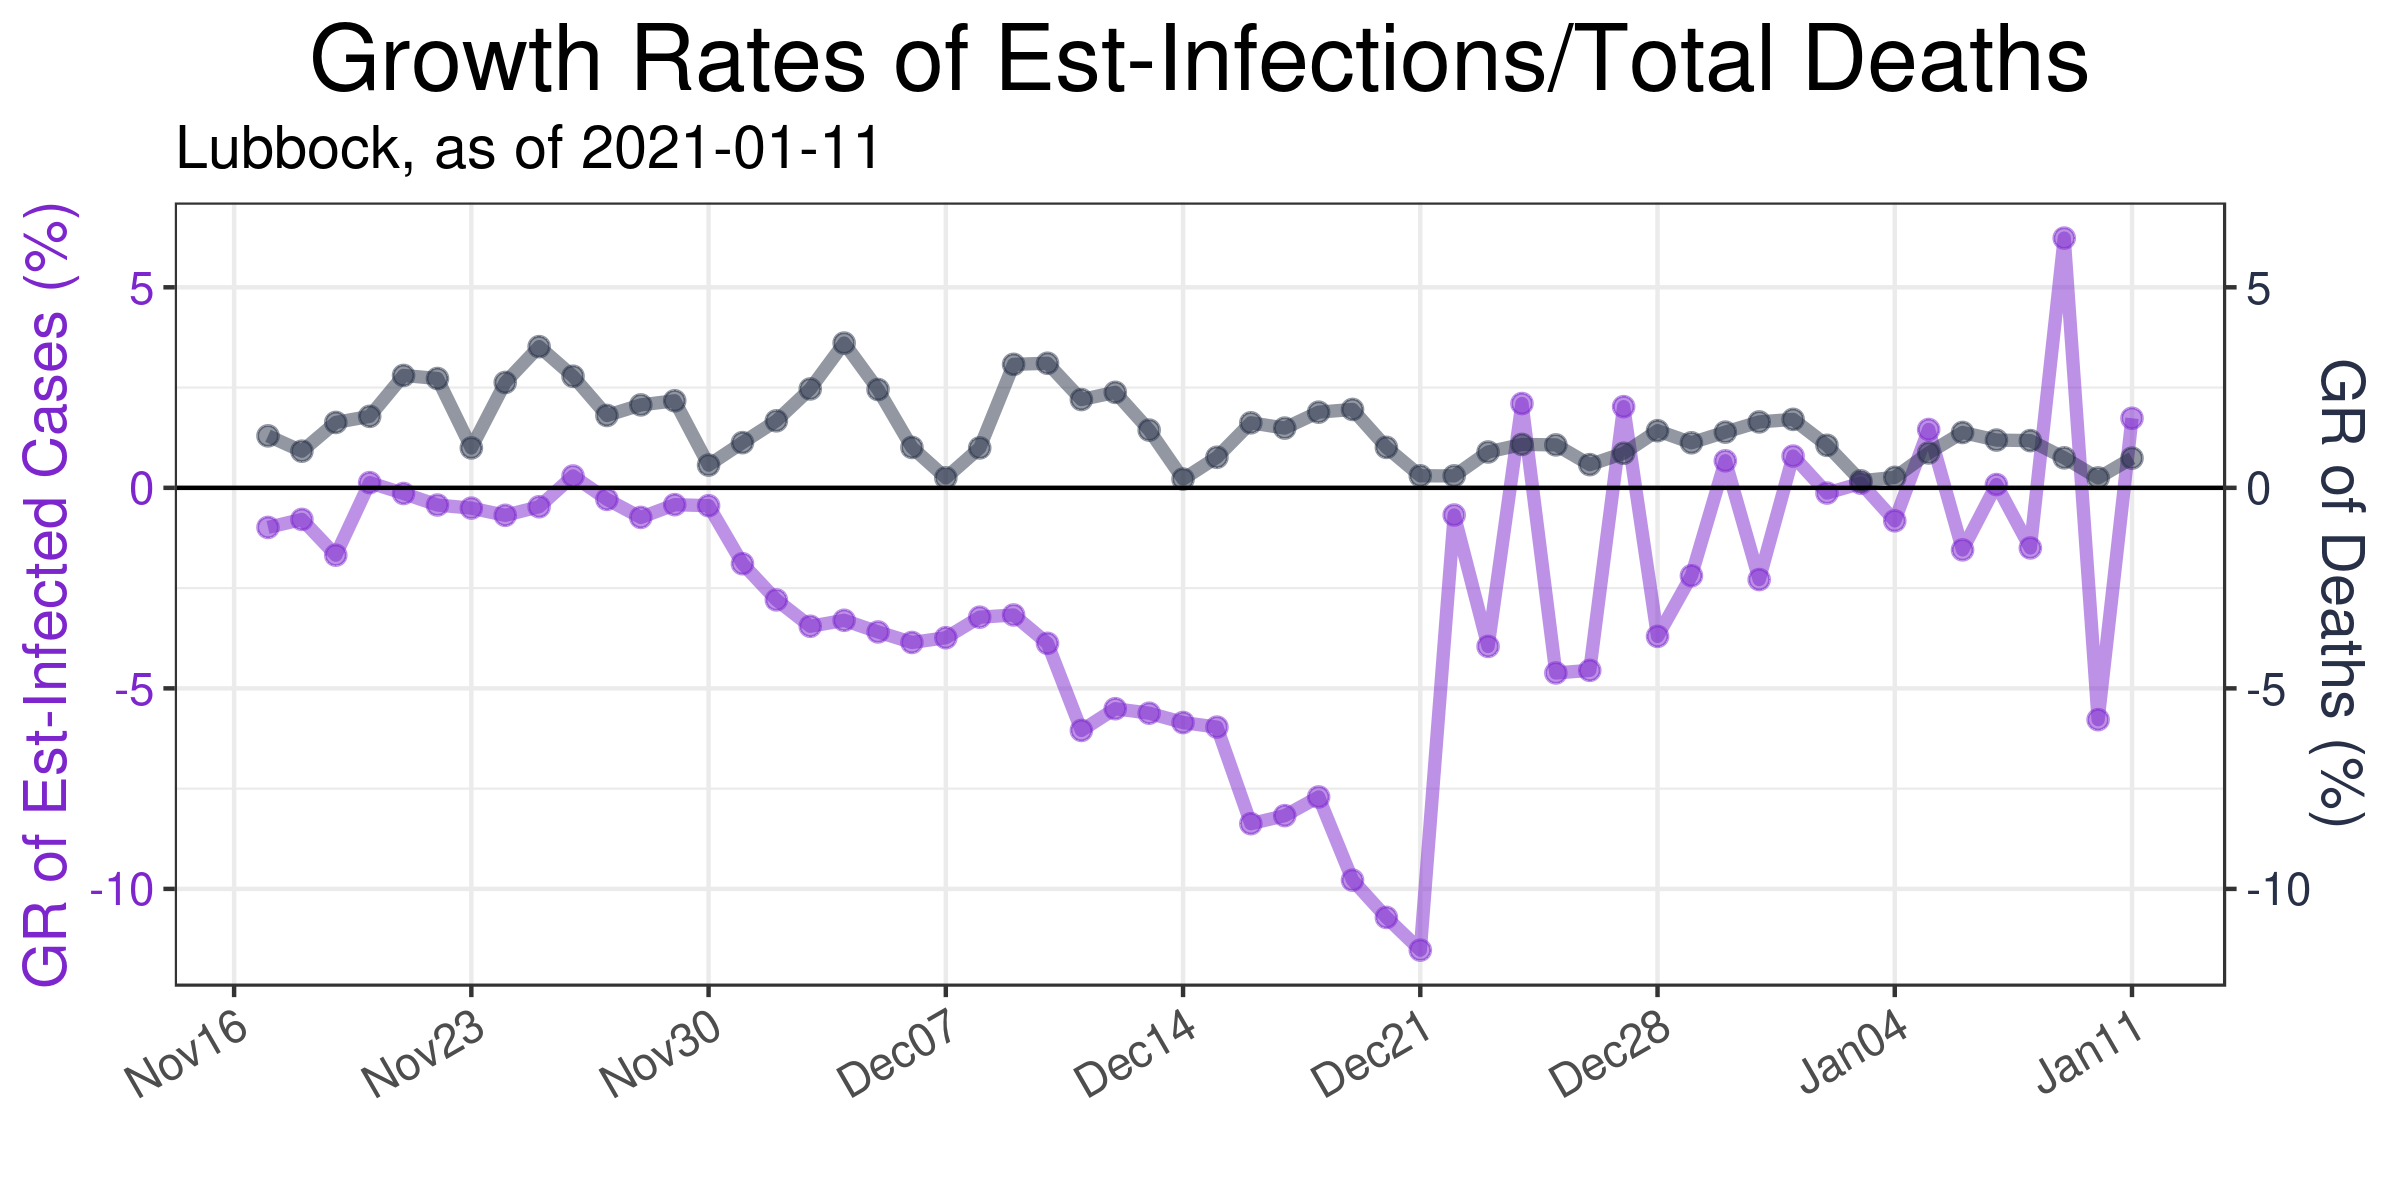 Growth Rates of Est-Infections/Total Deaths
Lubbock, as of 2021-01-11
GR of Est-Infected Cases (%)
5
0
-5
-10
5
0
-5
-10
GR of Deaths (%)
Nov16
Nov23
Nov30
Dec07
Dec14
Dec21
Dec28
Jan04
Jan11